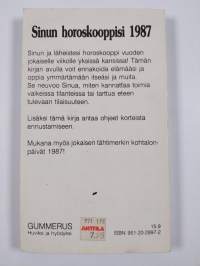 Sinun horoskooppisi 1987
Sinun ja läheistesi horoskooppi vuoden
jokaiselle viikolle yksissä kansissa! Tämän
kirjan avulla voit ennakoida elämääsi ja
oppia ymmärtämään itseäsi ja muita.
Se neuvoo Sinua, miten kannattaa toimia
vaikeissa tilanteissa tai tarttua eteen
tulevaan tilaisuuteen.
Lisäksi tämä kirja antaa ohjeet korteista
ennustamiseen.
Mukana myös jokaisen tähtimerkin kohtalon-
päivät 1987!
GUMMERUS
Huviksi ja hyödyksi
ANTTILA
15.9
ISBN 951-20-2997-2